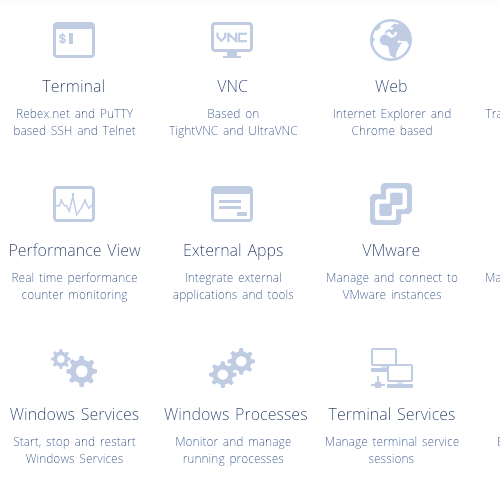 $
VNC
Terminal
VNC
Web
Rebex.net and PuTTY
based SSH and Telnet
Based on
TightVNC and UltraVNC
Internet Explorer and
Chrome based
Performance View
External Apps
VMware
Real time performance
counter monitoring
Integrate external
applications and tools
Manage and connect to
VMware instances
Windows Services
Windows Processes
Terminal Services
Start, stop and restart
Windows Services
Monitor and manage
running processes
Manage terminal service
sessions